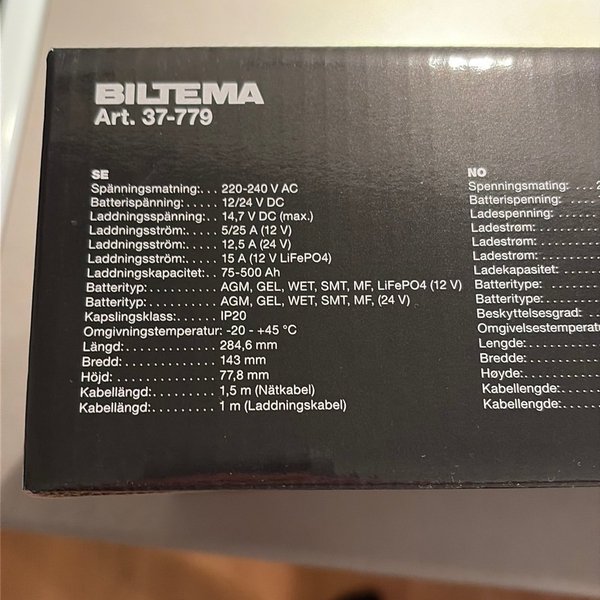 BILTEMA
Art. 37-779
SE
Spänningsmatning:... 220-240 V AC
Batterispänning: ...... 12/24 V DC
Laddningsspänning:.. 14,7 V DC (max.)
Laddningsström: ...... 5/25 A (12 V)
Laddningsström:...... 12,5 A (24 V)
Laddningsström: ...... 15 A (12 V LiFePO4)
Laddningskapacitet:.. 75-500 Ah
Batterityp:............ AGM, GEL, WET, SMT, MF, LiFePO4 (12 V)
Batterityp:............ AGM, GEL, WET, SMT, MF, (24 V)
Kapslingsklass: ....... IP20
Omgivningstemperatur: -20 - +45 °C
Längd: ............... 284,6 mm
Bredd: ............... 143 mm
Höjd: ................ 77,8 mm
Kabellängd:........... 1,5 m (Nätkabel)
Kabellängd:........... 1 m (Laddningskabel)
NO
Spenningsmating: ... 2
Batterispenning: ......
Ladespenning: ........
Ladestrøm: ...........
Ladestrøm: ...........
Ladestrøm: ...........
Ladekapasitet: ........
Batteritype: ...........
Batteritype: ...........
Beskyttelsesgrad: .....
Omgivelsestemperatu
Lengde: ..............
Bredde: ..............
Høyde: ...............
Kabellengde: ..........
Kabellengde: ..........